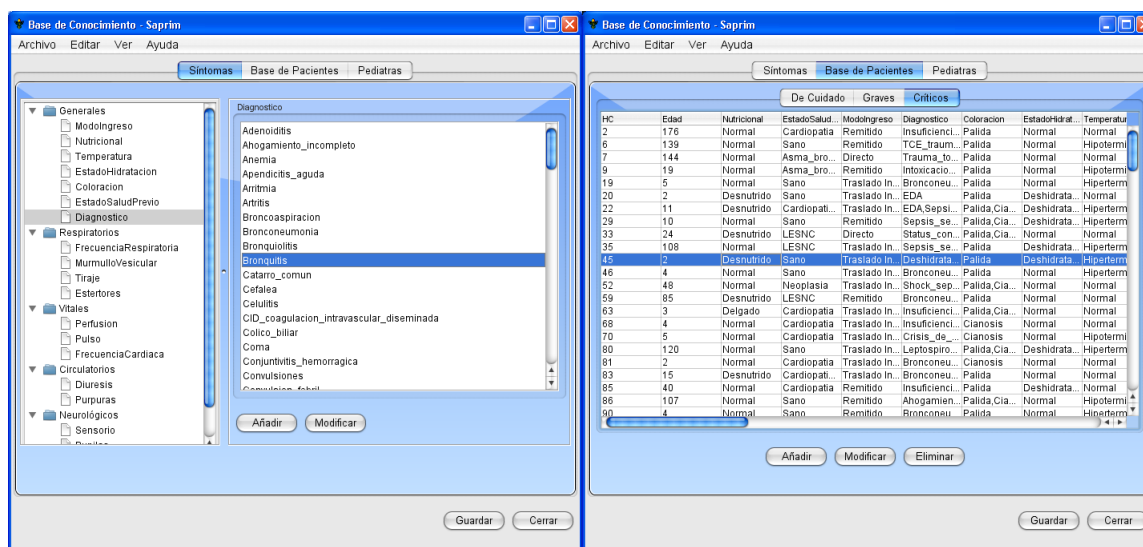 Base de Conocimiento - Saprim
Archivo Editar Ver Ayuda
Síntomas Base de Pacientes Pediatras
Generales
ModoIngreso
Nutricional
Temperatura
EstadoHidratacion
Coloracion
EstadoSaludPrevio
Diagnostico
Respiratorios
FrecuenciaRespiratoria
MurmulloVesicular
Tiraje
Estertores
Vitales
Perfusion
Pulso
FrecuenciaCardiaca
Circulatorios
Diuresis
Purpuras
Neurológicos
Sensorio
Pupilas
Diagnostico
Adenoiditis
Ahogamiento_incompleto
Anemia
Apendicitis_aguda
Arritmia
Artritis
Broncoaspiracion
Bronconeumonia
Bronquiolitis
Bronquitis
Catarro_comun
Cefalea
Celulitis
CID_coagulacion_intravascular_diseminada
Colico_biliar
Coma
Conjuntivitis_hemorragica
Convulsiones
Convulsion_febril
Añadir Modificar
Guardar Cerrar
Base de Conocimiento - Saprim
Archivo Editar Ver Ayuda
Síntomas Base de Pacientes Pediatras
De Cuidado Graves Críticos
HC Edad Nutricional EstadoSalud... ModoIngreso Diagnostico Coloracion EstadoHidrat... Temperatur
2 176 Normal Cardiopatia Remitido Insuficienci... Palida Normal Normal
6 139 Normal Sano Remitido TCE_traum... Palida Normal Hipotermi
7 144 Normal Asma_bro... Directo Trauma_to... Palida Normal Normal
9 19 Normal Asma_bro... Remitido Intoxicacio... Palida Normal Hipotermi
19 5 Normal Sano Traslado In... Bronconeu... Palida Normal Hiperterm
20 2 Desnutrido Sano Traslado In... EDA Palida Deshidrata... Normal
22 11 Desnutrido Cardiopati... Traslado In... EDA,Sepsi... Palida,Cia... Deshidrata... Hiperterm
29 10 Normal Sano Remitido Sepsis_se... Palida Normal Hiperterm
33 24 Desnutrido LESNC Directo Status_con... Palida Normal Normal
35 108 Normal LESNC Traslado In... Sepsis_se... Palida Deshidrata... Hiperterm
45 2 Desnutrido Sano Traslado In... Deshidrata... Palida Deshidrata... Hiperterm
46 4 Normal Sano Traslado In... Bronconeu... Palida Normal Hiperterm
52 48 Normal Neoplasia Traslado In... Shock_sep... Palida,Cia... Normal Normal
59 85 Desnutrido LESNC Remitido Bronconeu... Palida Normal Normal
63 3 Delgado Cardiopatia Traslado In... Insuficienci... Palida,Cia... Normal Normal
68 4 Normal Cardiopatia Traslado In... Insuficienci... Cianosis Normal Normal
70 5 Normal Cardiopatia Traslado In... Crisis_de_... Cianosis Normal Hipotermi
80 120 Normal Sano Traslado In... Leptospiro... Palida,Cia... Deshidrata... Hiperterm
81 2 Normal Cardiopatia Traslado In... Bronconeu... Cianosis Normal Hiperterm
83 15 Desnutrido Cardiopati... Traslado In... Bronconeu... Palida Normal Normal
85 40 Normal Cardiopatia Remitido Insuficienci... Palida Deshidrata... Normal
86 107 Normal Sano Remitido Ahogamien... Palida,Cia... Normal Hipotermi
90 4 Normal Sano Remitido Bronconeu Palida Normal Hiperterm
Añadir Modificar Eliminar
Guardar Cerrar